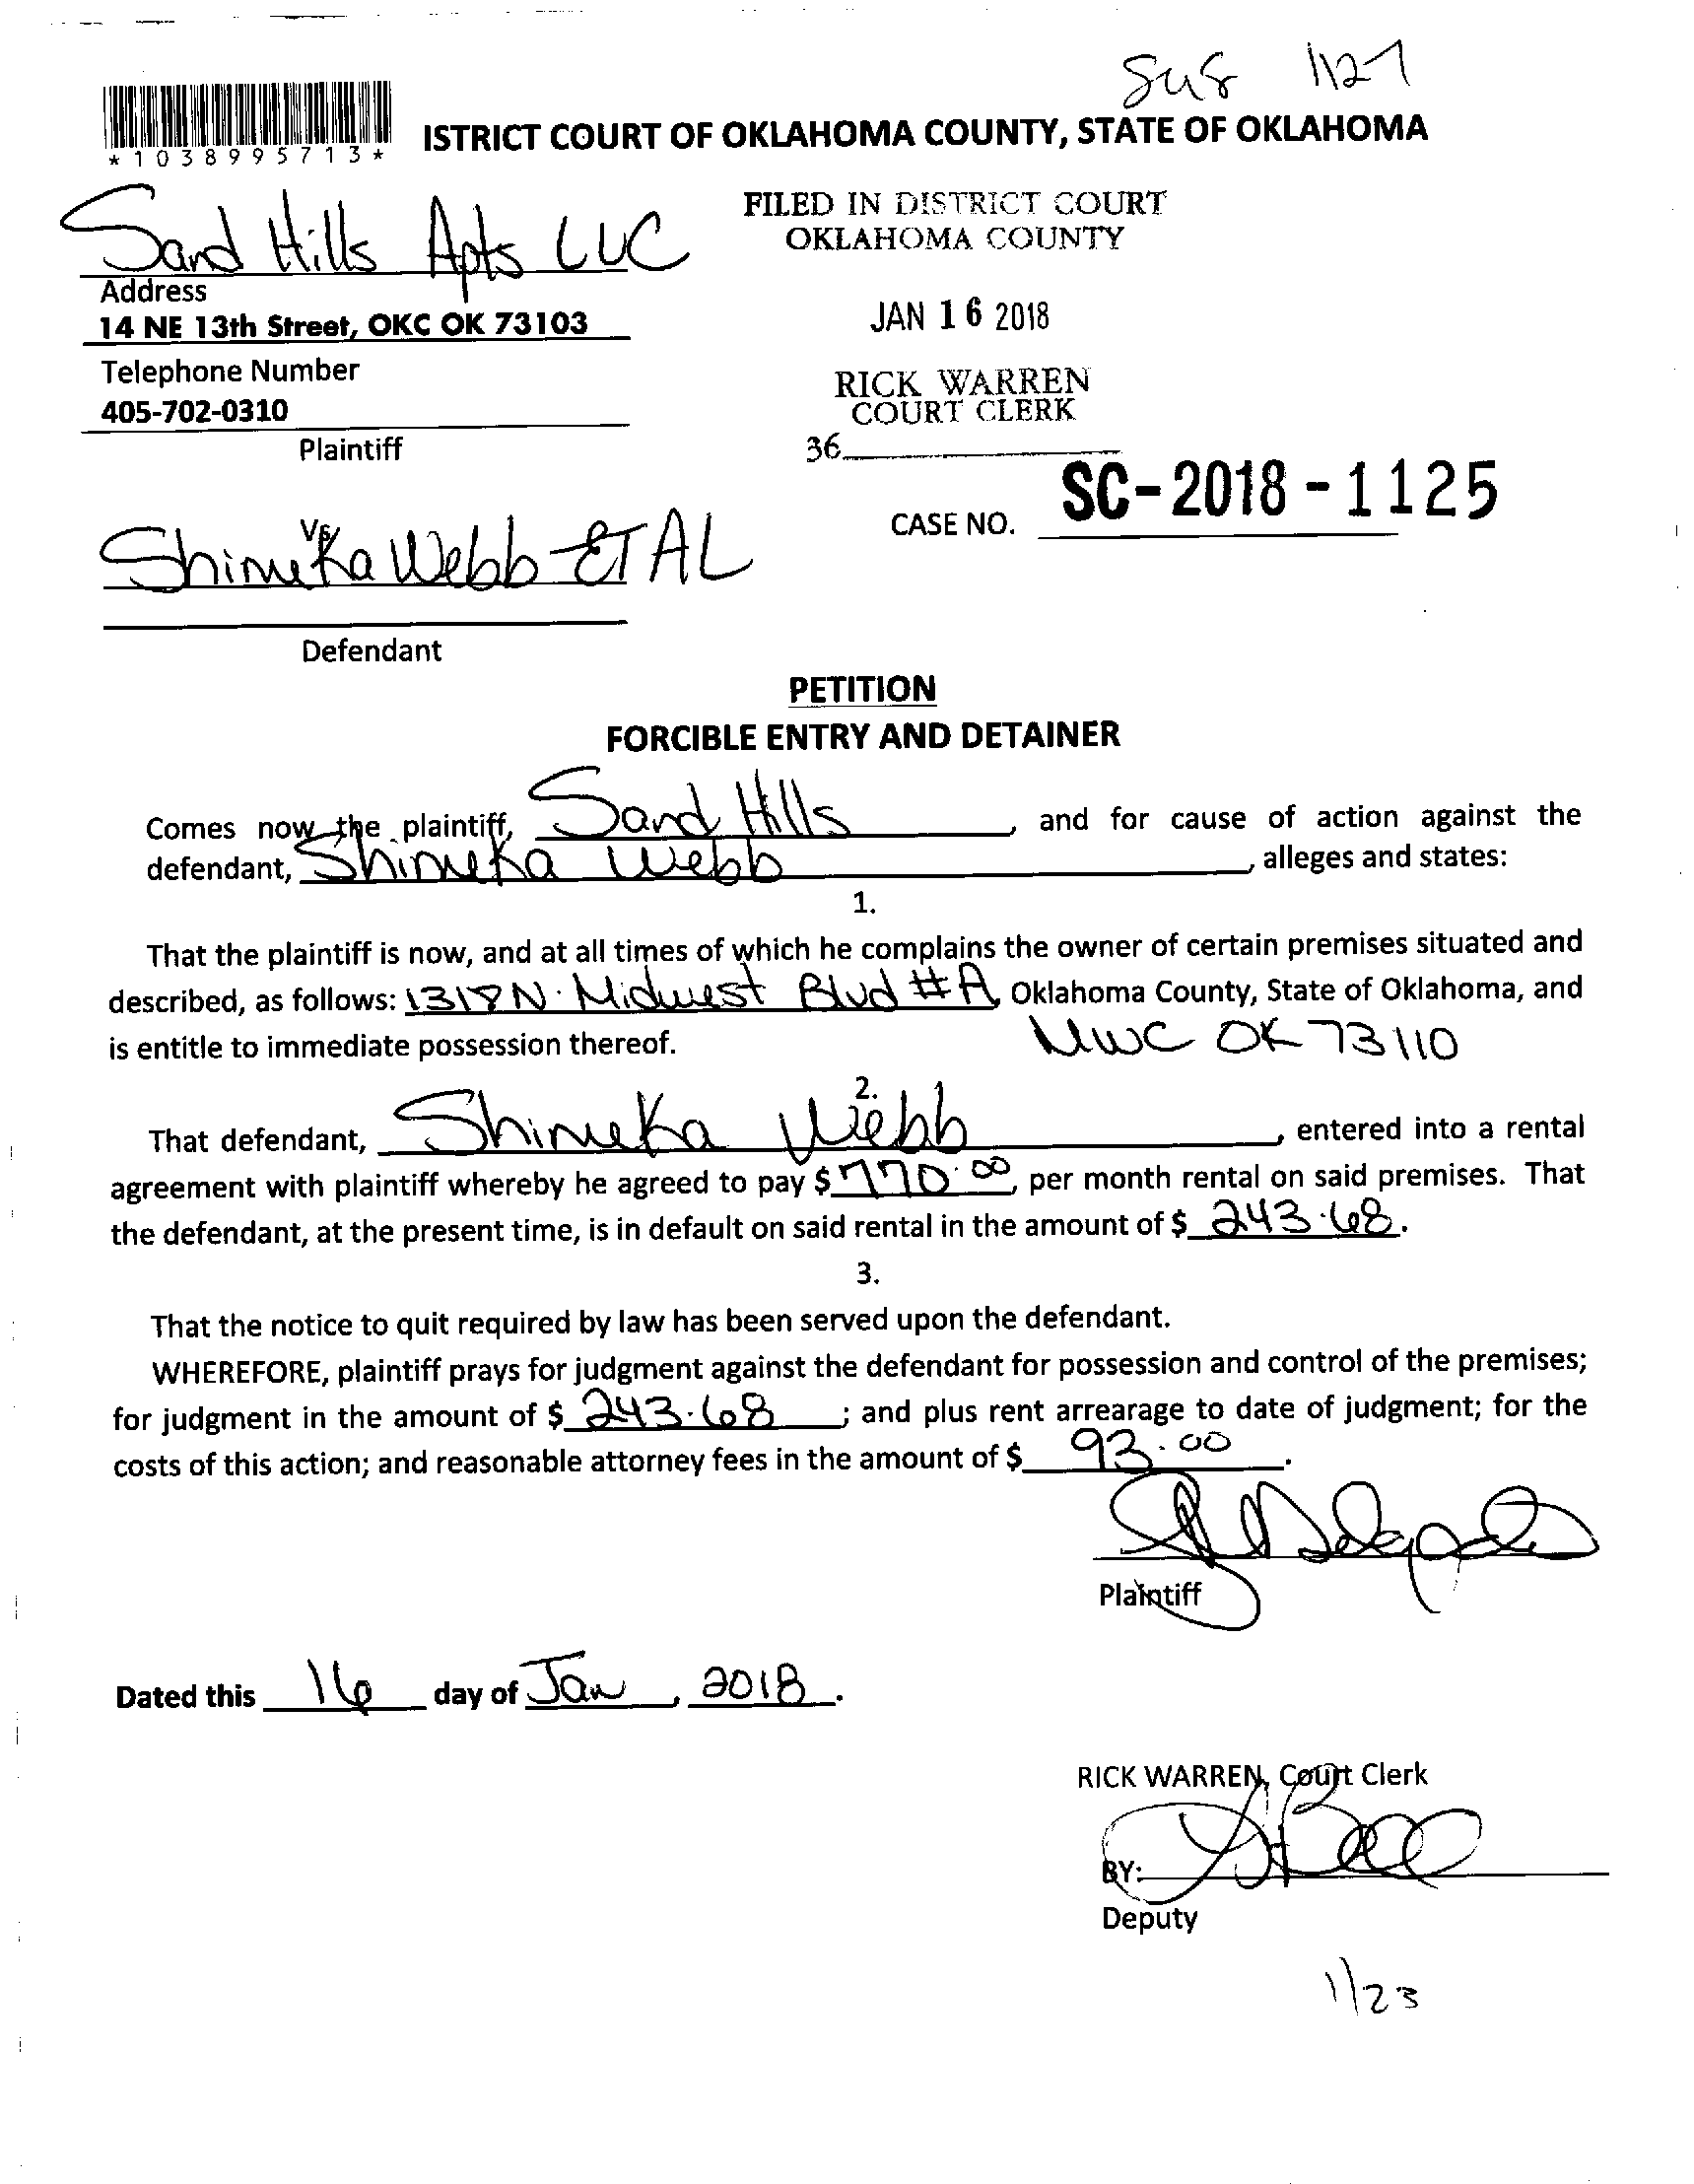 1127
*1038995713*
ISTRICT COURT OF OKLAHOMA COUNTY, STATE OF OKLAHOMA
Sand Hills Apts LLC
FILED IN DISTRICT COURT
OKLAHOMA COUNTY
Address
14 NE 13th Street, OKC OK 73103
JAN 16 2018
Telephone Number
405-702-0310
RICK WARREN
COURT CLERK
Plaintiff
36
CASE NO. SC-2018-1125
Vs.
Shimeka Webb ET AL
Defendant
PETITION
FORCIBLE ENTRY AND DETAINER
Comes now the plaintiff, Sand Hills, and for cause of action against the
defendant, Shimeka Webb, alleges and states:
1.
That the plaintiff is now, and at all times of which he complains the owner of certain premises situated and
described, as follows: 1318 N. Midwest Blvd #A Oklahoma County, State of Oklahoma, and
is entitle to immediate possession thereof. MWC OK 73110
2.
That defendant, Shimeka Webb, entered into a rental
agreement with plaintiff whereby he agreed to pay $770.00, per month rental on said premises. That
the defendant, at the present time, is in default on said rental in the amount of $243.68.
3.
That the notice to quit required by law has been served upon the defendant.
WHEREFORE, plaintiff prays for judgment against the defendant for possession and control of the premises;
for judgment in the amount of $243.68; and plus rent arrearage to date of judgment; for the
costs of this action; and reasonable attorney fees in the amount of $93.00.
Plaintiff
Dated this 16 day of Jan, 2018.
RICK WARREN, Court Clerk
BY:
Deputy
1/23